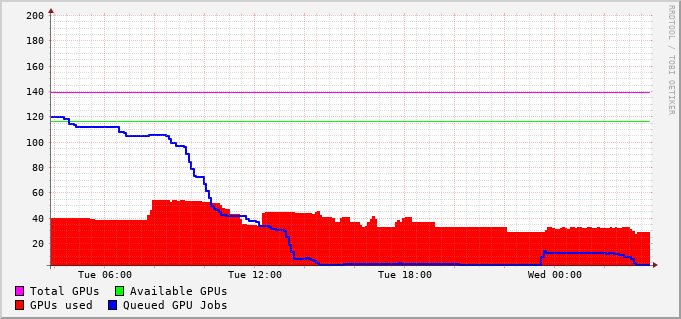 200
180
160
140
120
100
80
60
40
20
Tue 06:00 Tue 12:00 Tue 18:00 Wed 00:00
Total GPUs Available GPUs
GPUs used Queued GPU Jobs
RRDTOOL / TOBI OETIKER